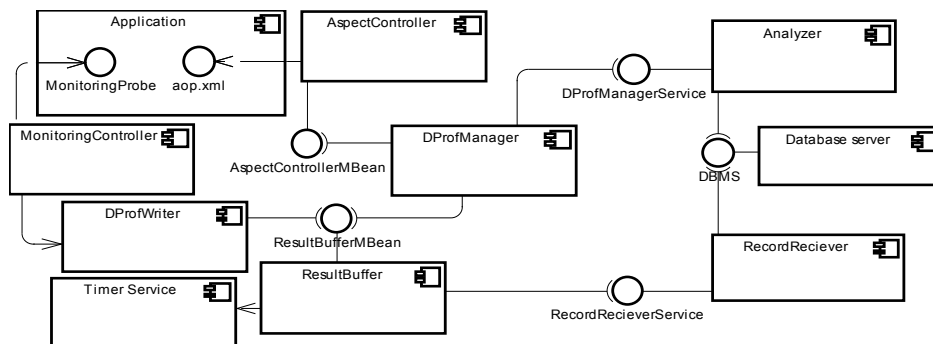 Application
AspectController
Analyzer
MonitoringProbe
aop.xml
DProfManagerService
MonitoringController
DProfManager
Database server
AspectControllerMBean
DBMS
DProfWriter
ResultBufferMBean
RecordReciever
ResultBuffer
Timer Service
RecordRecieverService